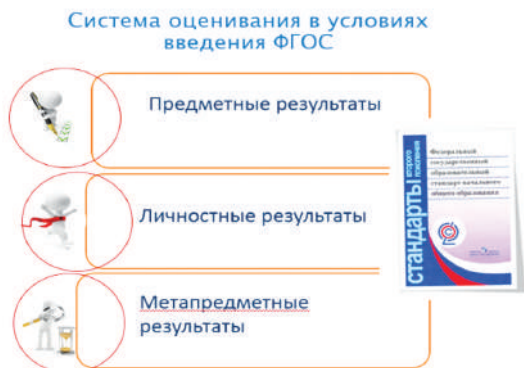 Система оценивания в условиях
введения ФГОС
Предметные результаты
Личностные результаты
Метапредметные
результаты
стандарты
второго поколения
Федеральный
государственный
образовательный
стандарт начального
общего образования